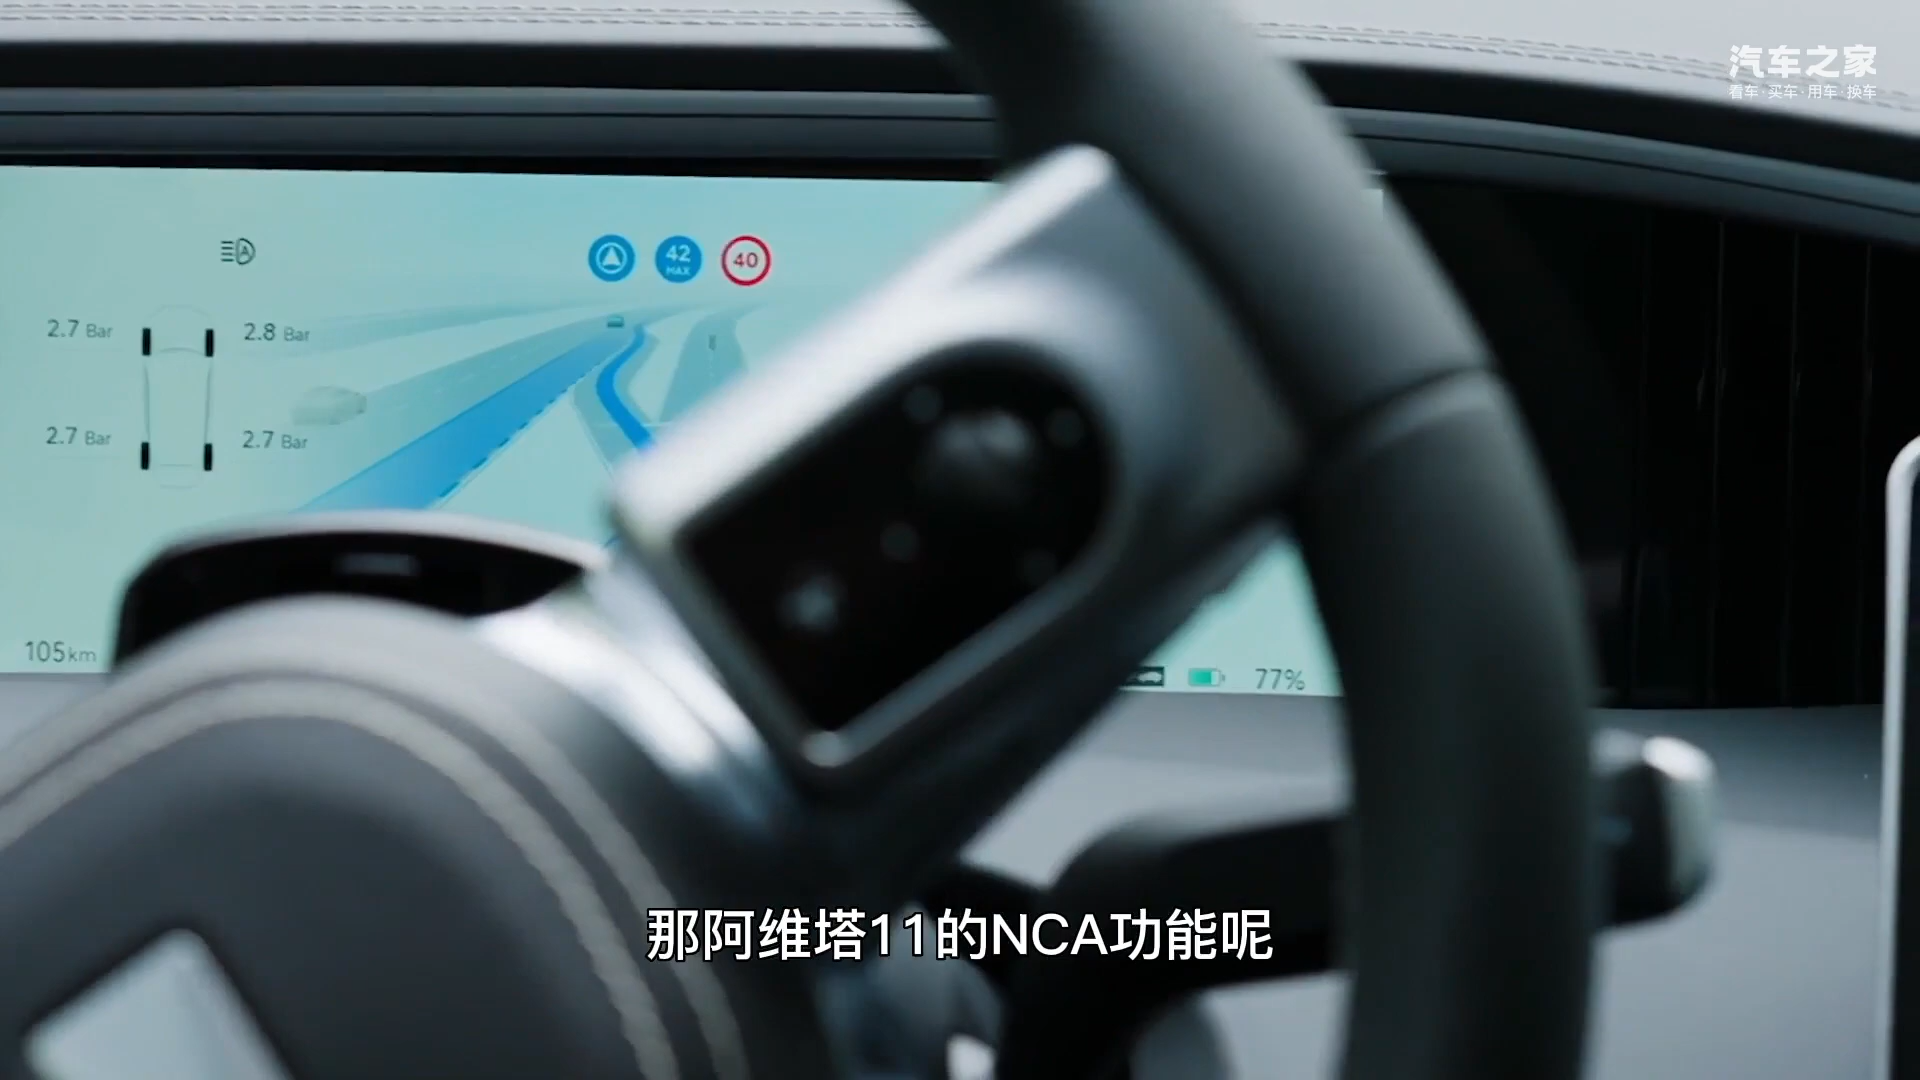 汽车之家
看车·买车·用车·换车
42
MAX
40
2.7 Bar
2.8 Bar
2.7 Bar
2.7 Bar
105km
77%
那阿维塔11的NCA功能呢